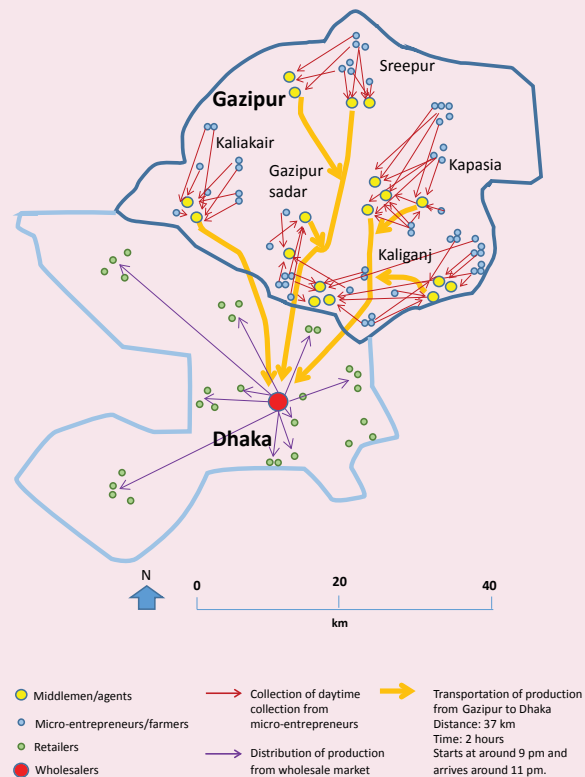 Sreepur
Gazipur
Kaliakair
Gazipur
sadar
Kapasia
Kaliganj
Dhaka
N
0
20
40
km
Middlemen/agents
Micro-entrepreneurs/farmers
Retailers
Wholesalers
Collection of daytime
collection from
micro-entrepreneurs
Distribution of production
from wholesale market
Transportation of production
from Gazipur to Dhaka
Distance: 37 km
Time: 2 hours
Starts at around 9 pm and
arrives around 11 pm.